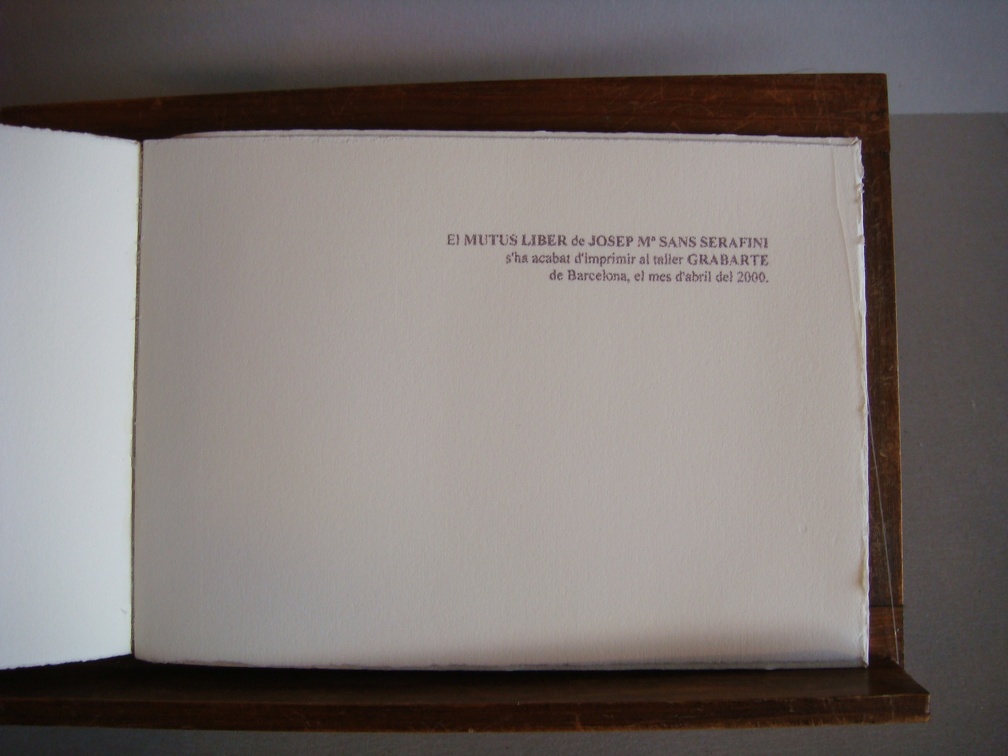 El MUTUS LIBER de JOSEP Mª SANS SERAFINI
s'ha acabat d'imprimir al taller GRABARTE
de Barcelona, el mes d'abril del 2000.